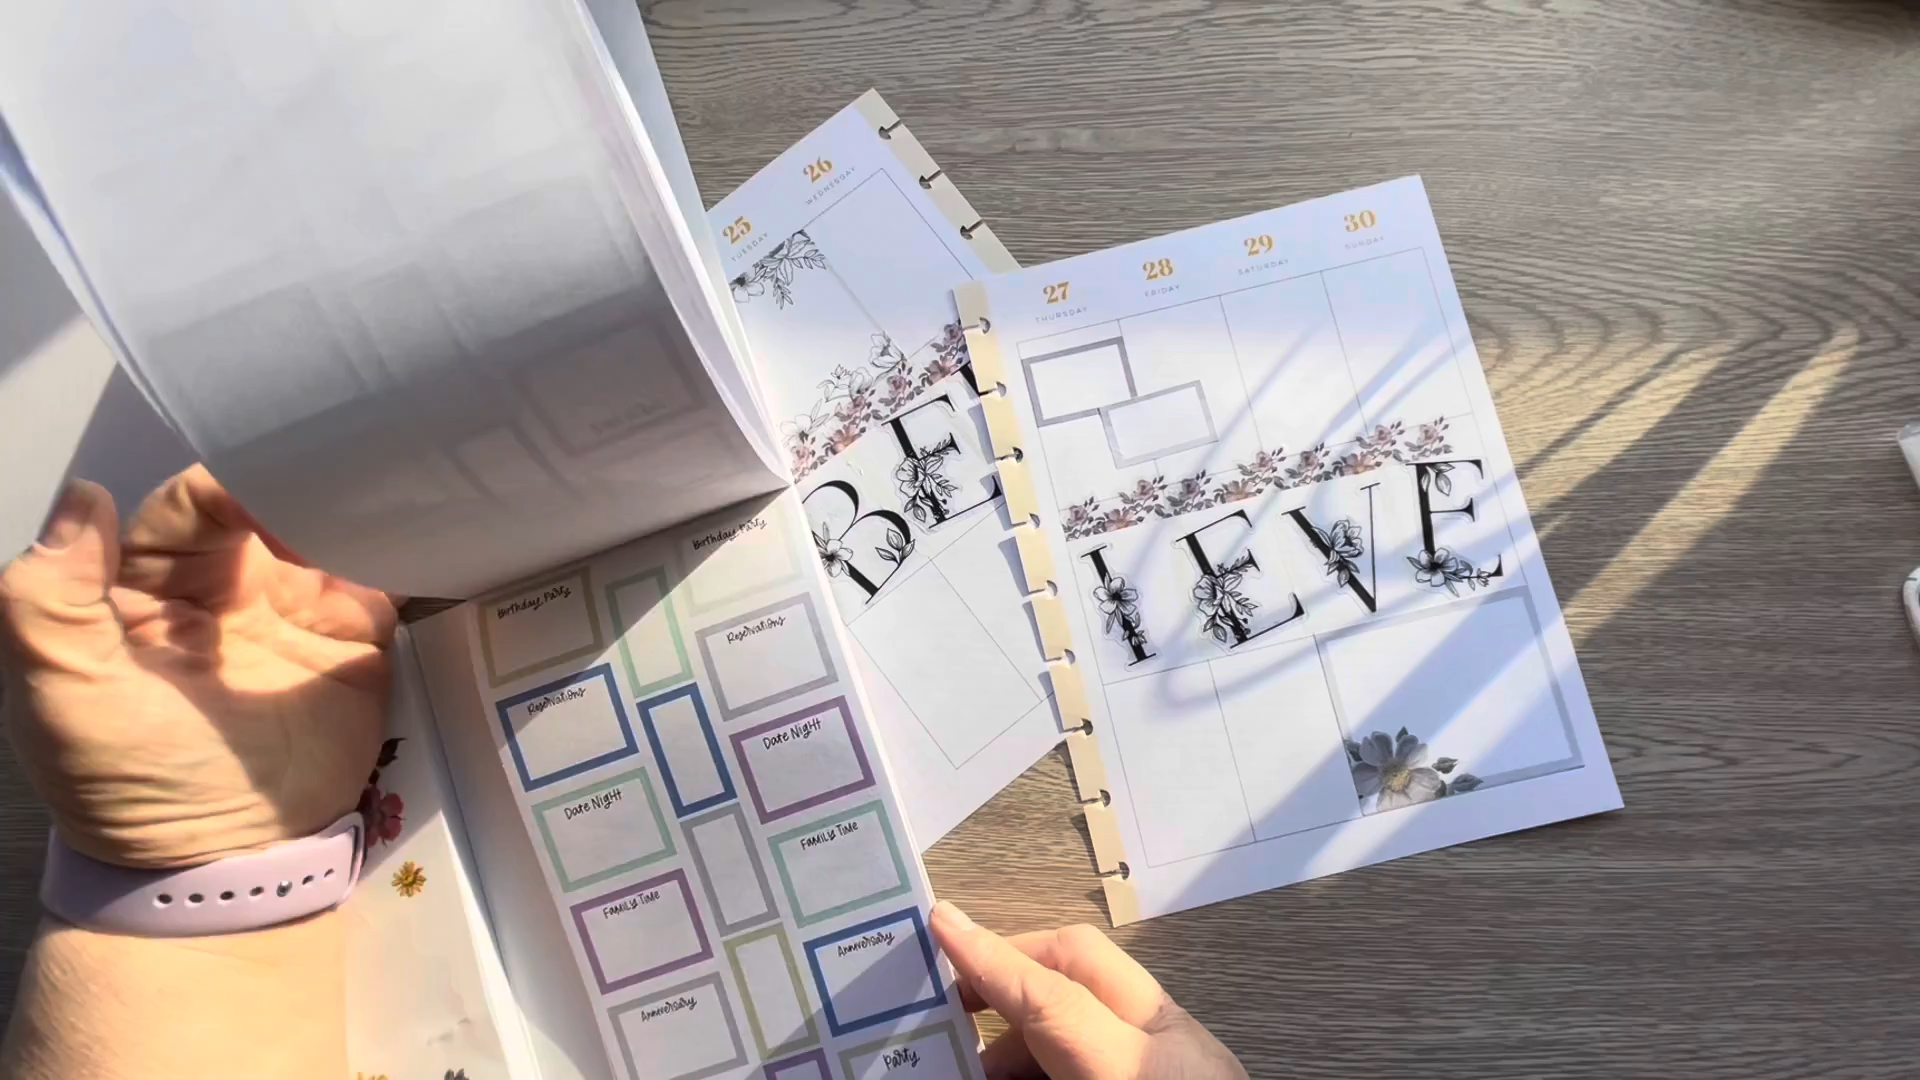 26
WEDNESDAY
25
TUESDAY
30
SUNDAY
29
SATURDAY
28
FRIDAY
27
THURSDAY
BE
IEVE
Birthday Party
Birthday Party
Reservations
Reservations
Date Night
Date Night
FAMILY TIME
FAMILY TIME
Anniversary
Anniversary
Party